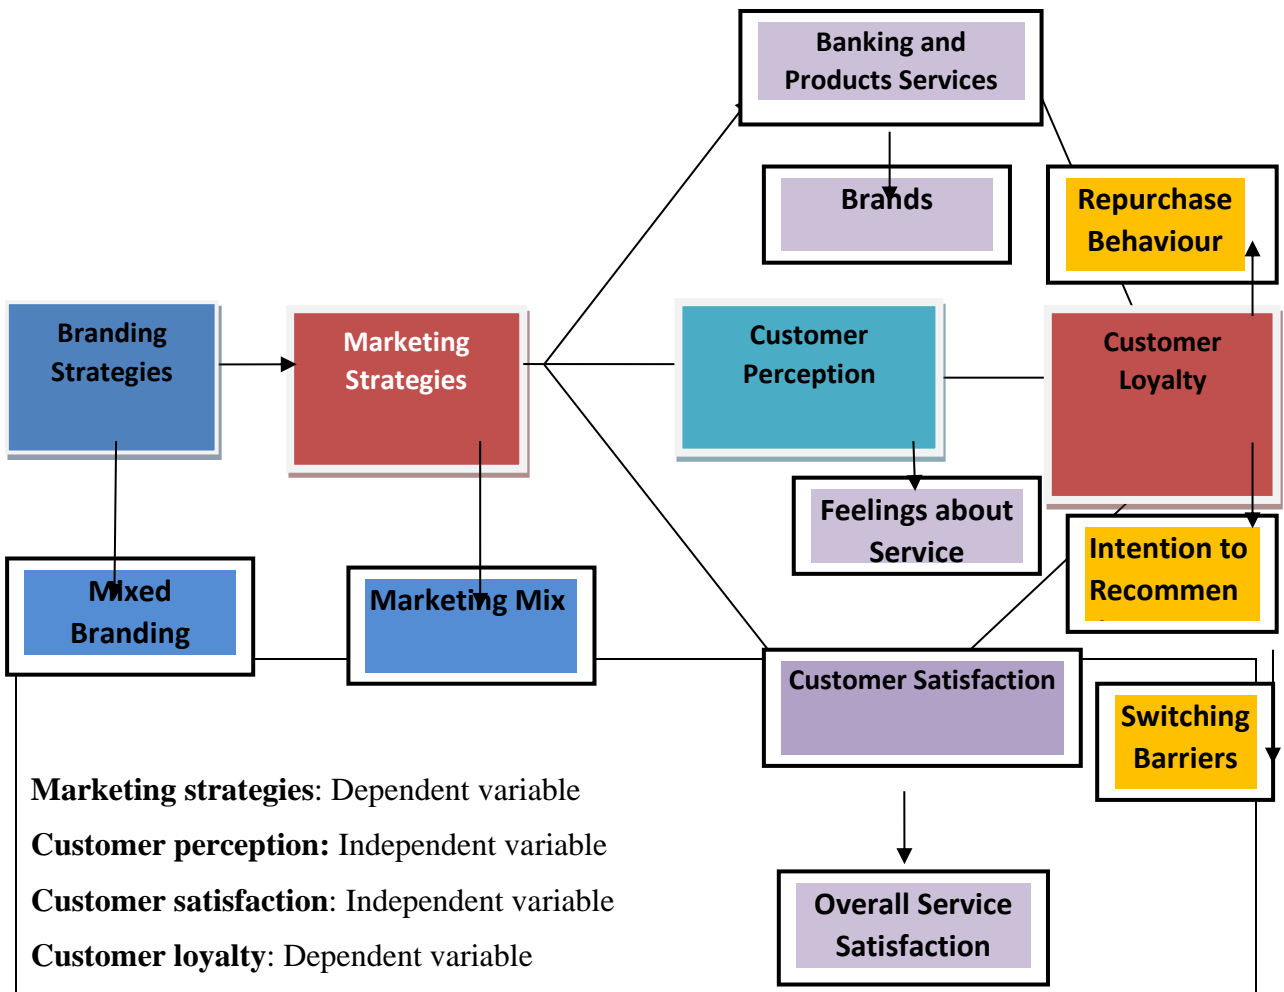 Banking and
Products Services
Brands
Repurchase
Behaviour
Branding
Strategies
Marketing
Strategies
Customer
Perception
Customer
Loyalty
Feelings about
Service
Intention to
Recommen
Mixed
Branding
Marketing Mix
Customer Satisfaction
Switching
Barriers
Marketing strategies: Dependent variable
Customer perception: Independent variable
Customer satisfaction: Independent variable
Customer loyalty: Dependent variable
Overall Service
Satisfaction